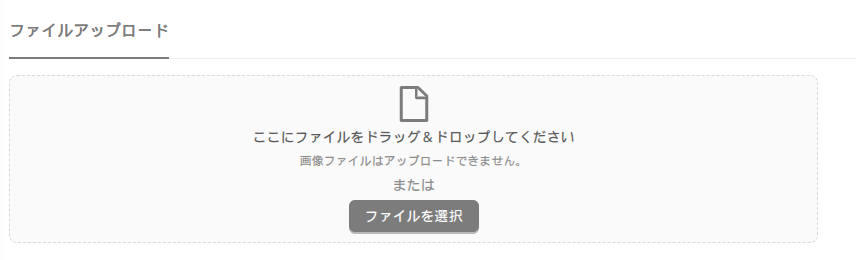 ファイルアップロード
ここにファイルをドラッグ＆ドロップしてください
画像ファイルはアップロードできません。
または
ファイルを選択